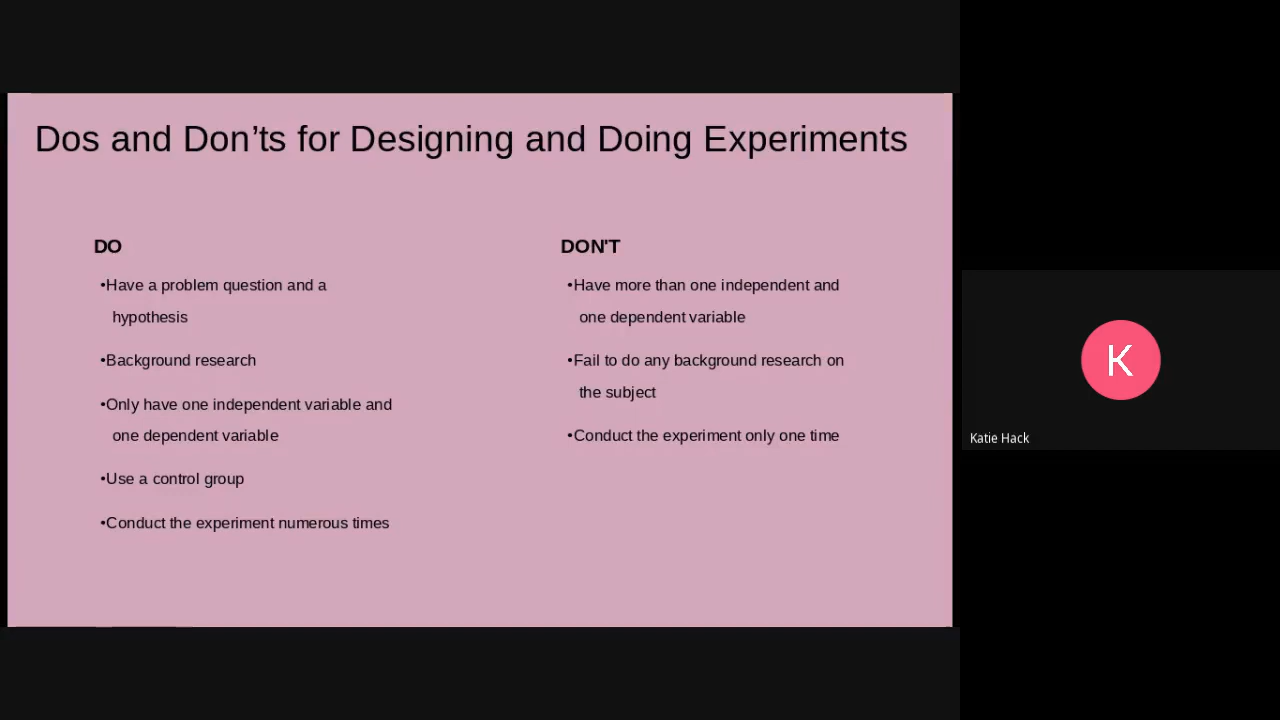 Dos and Don’ts for Designing and Doing Experiments
DO
•Have a problem question and a
hypothesis
•Background research
•Only have one independent variable and
one dependent variable
•Use a control group
•Conduct the experiment numerous times
DON'T
•Have more than one independent and
one dependent variable
•Fail to do any background research on
the subject
•Conduct the experiment only one time
K
Katie Hack